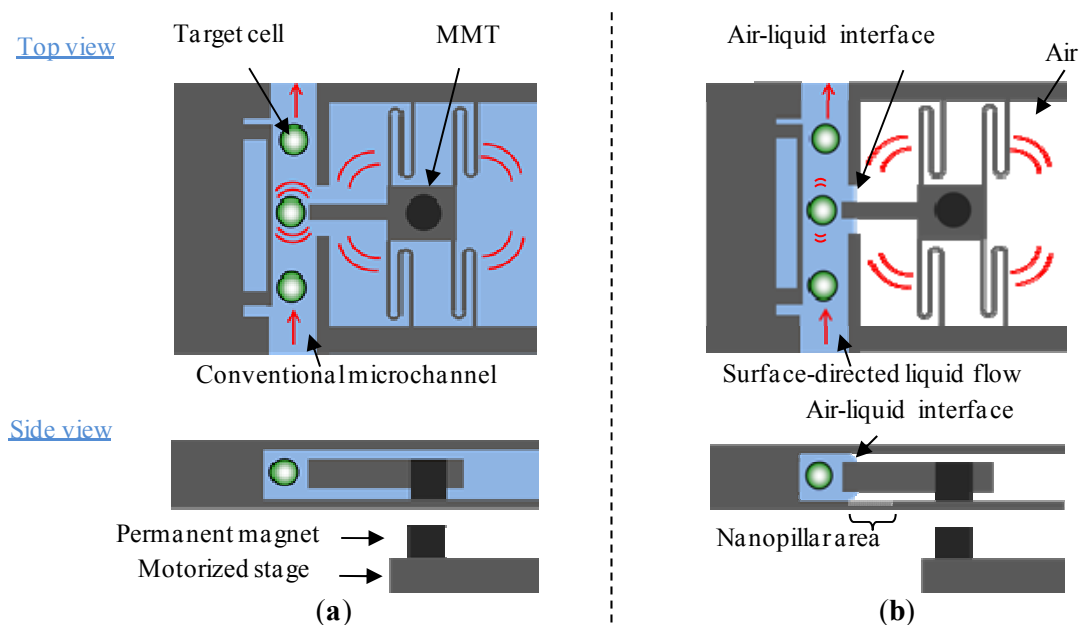 Top view
Target cell
MMT
Air-liquid interface
Air
Conventional microchannel
Surface-directed liquid flow
Side view
Air-liquid interface
Permanent magnet
Motorized stage
Nanopillar area
(a)
(b)